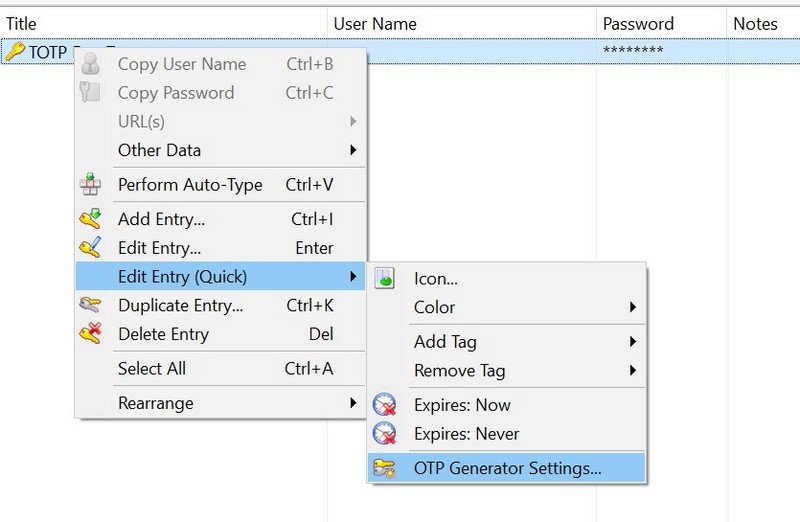 Title User Name Password Notes
TOTP ********
Copy User Name Ctrl+B
Copy Password Ctrl+C
URL(s)
Other Data
Perform Auto-Type Ctrl+V
Add Entry... Ctrl+I
Edit Entry... Enter
Edit Entry (Quick)
Duplicate Entry... Ctrl+K
Delete Entry Del
Select All Ctrl+A
Rearrange
Icon...
Color
Add Tag
Remove Tag
Expires: Now
Expires: Never
OTP Generator Settings...